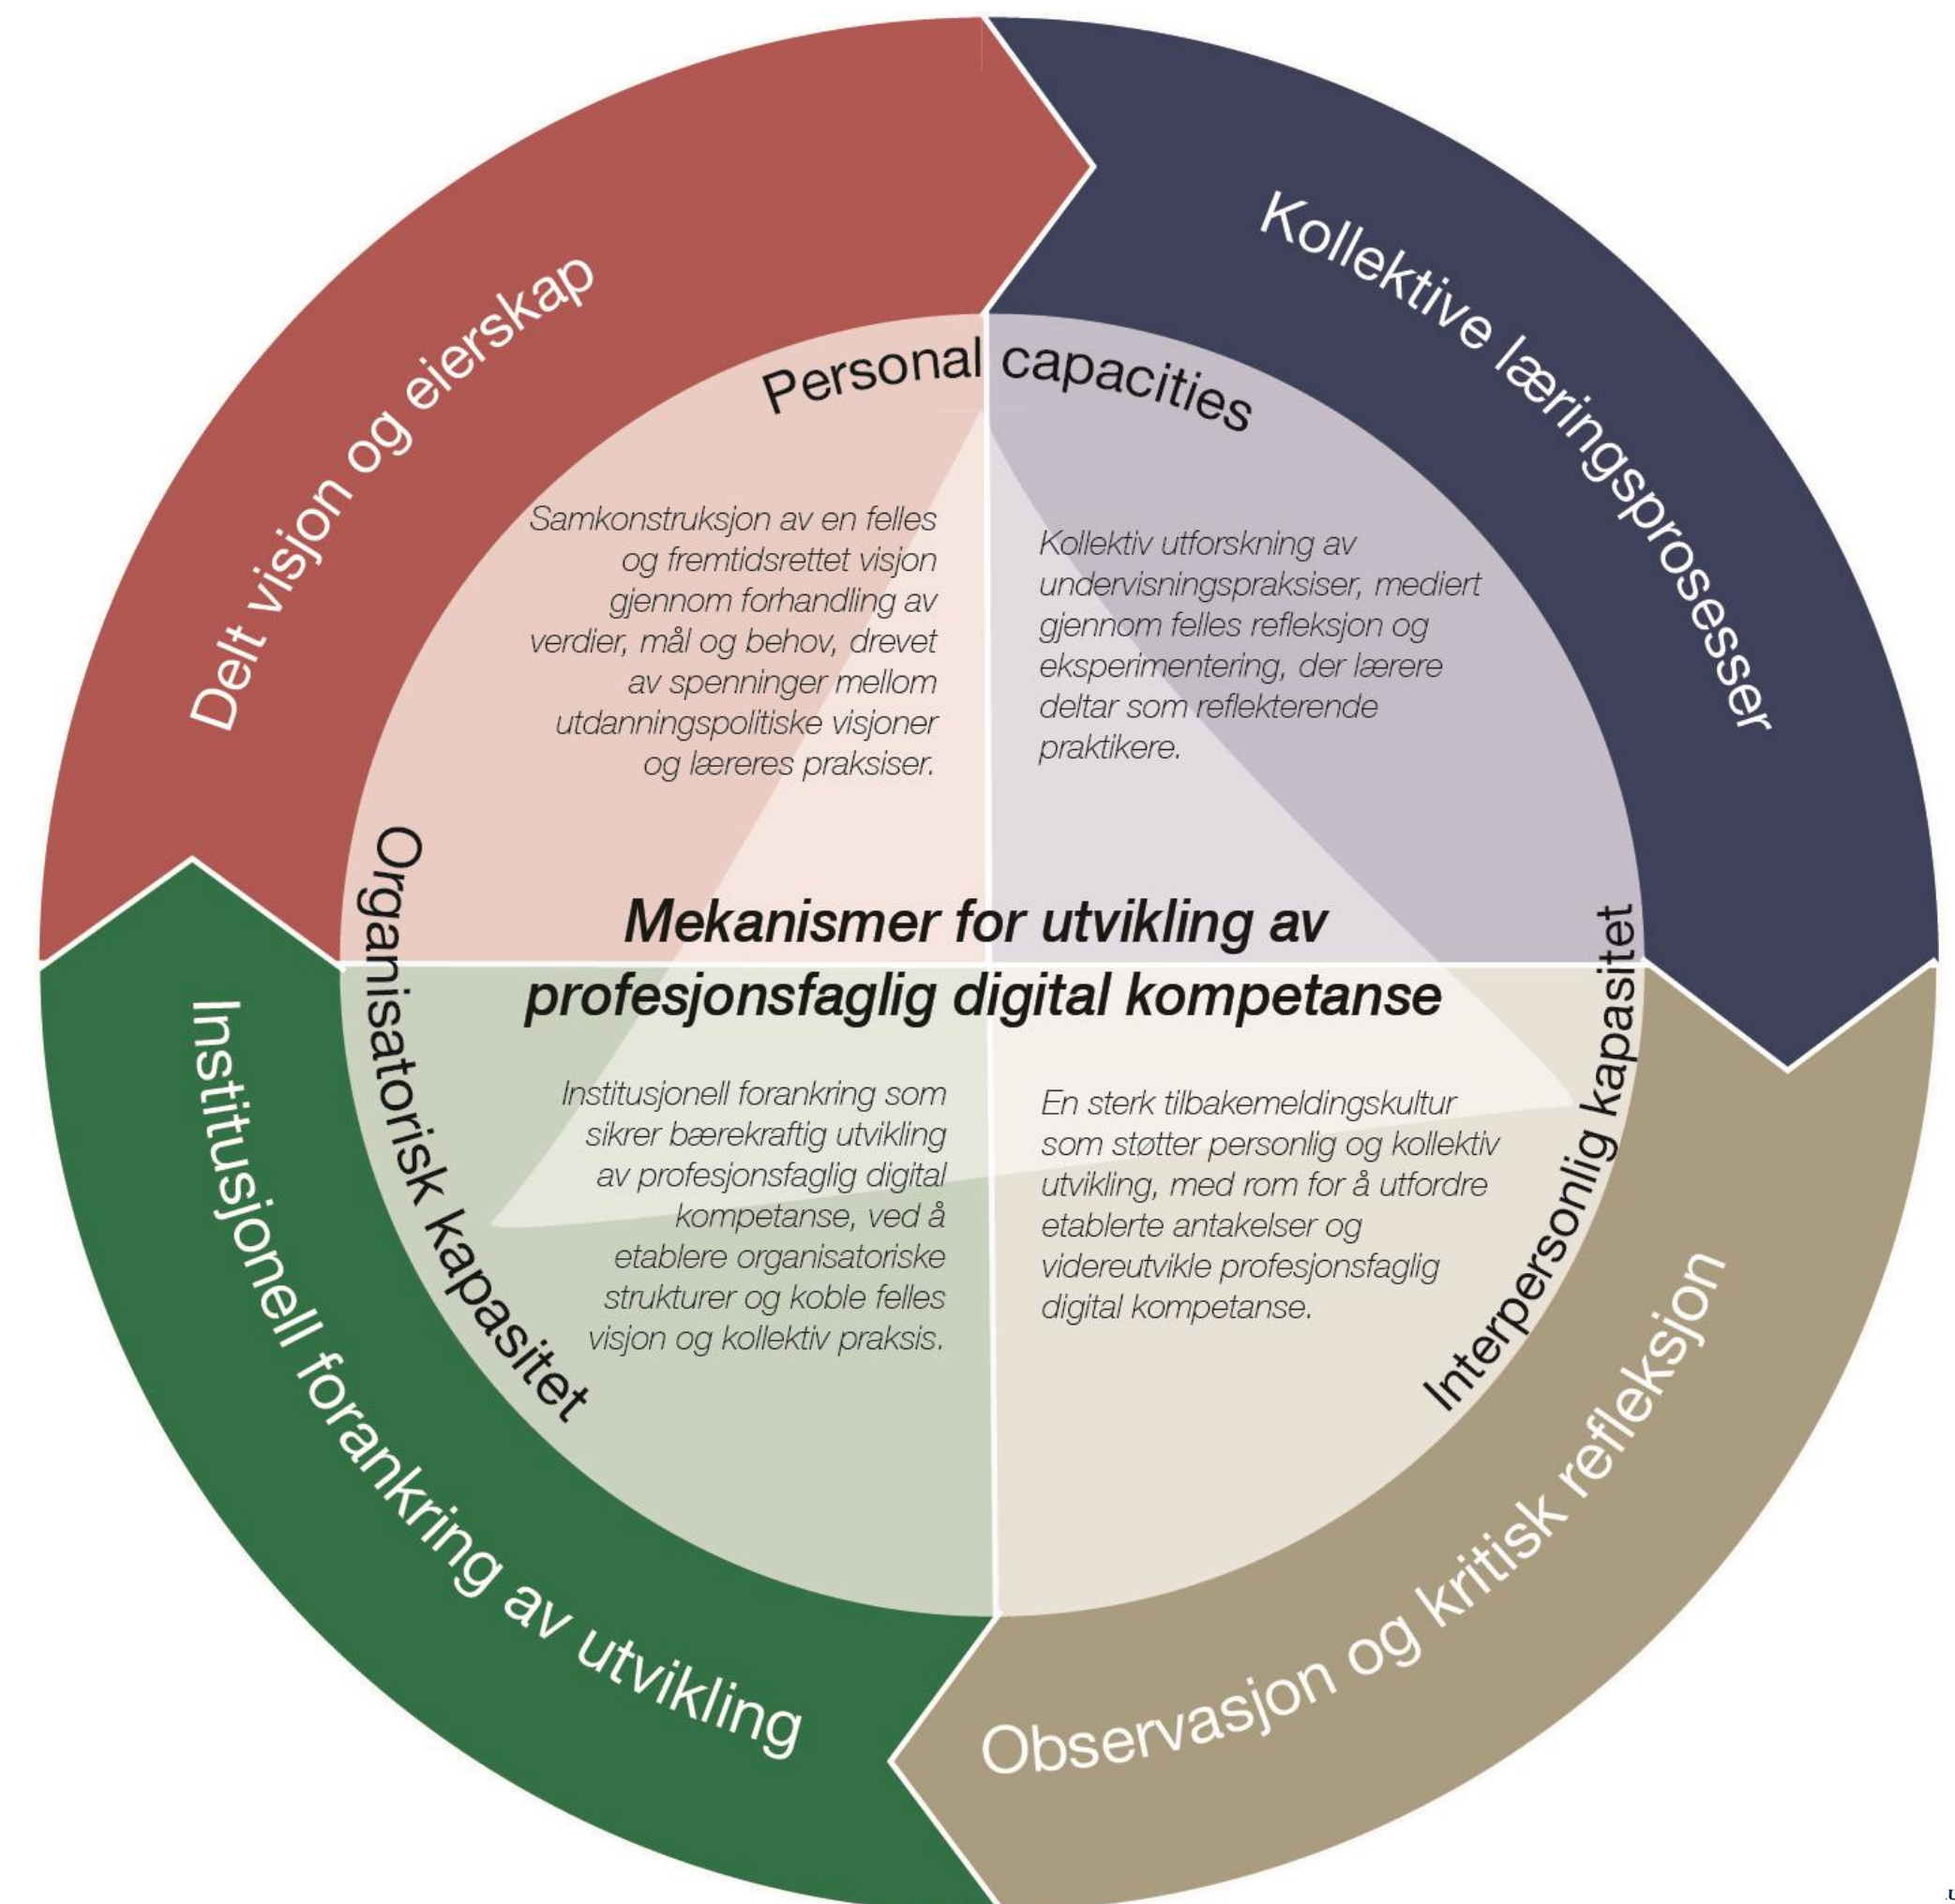 Delt visjon og eierskap
Kollektive læringsprosesser
Personal capacities
Samkonstruksjon av en felles
og fremtidsrettet visjon
gjennom forhandling av
verdier, mål og behov, drevet
av spenninger mellom
utdanningspolitiske visjoner
og læreres praksiser.
Kollektiv utforskning av
undervisningspraksiser, mediert
gjennom felles refleksjon og
eksperimentering, der lærere
deltar som reflekterende
praktikere.
Mekanismer for utvikling av
profesjonsfaglig digital kompetanse
Organisatorisk kapasitet
Interpersonlig kapasitet
Institusjonell forankring som
sikrer bærekraftig utvikling
av profesjonsfaglig digital
kompetanse, ved å
etablere organisatoriske
strukturer og koble felles
visjon og kollektiv praksis.
En sterk tilbakemeldingskultur
som støtter personlig og kollektiv
utvikling, med rom for å utfordre
etablerte antakelser og
videreutvikle profesjonsfaglig
digital kompetanse.
Institusjonell forankring av utvikling
Observasjon og kritisk refleksjon